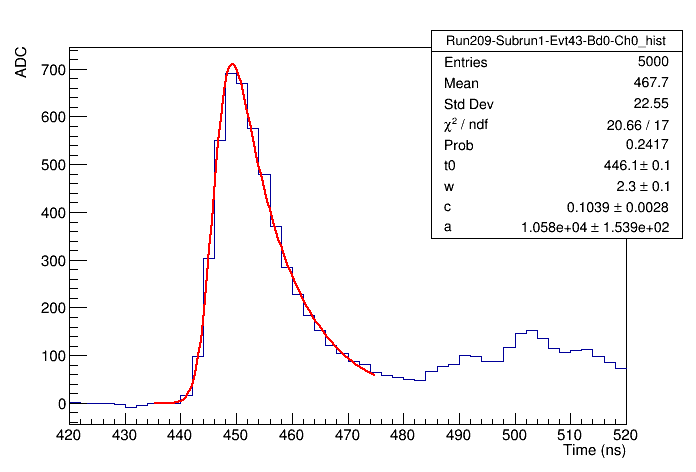 Run209-Subrun1-Evt43-Bd0-Ch0_hist
Entries 5000
Mean 467.7
Std Dev 22.55
χ² / ndf 20.66 / 17
Prob 0.2417
t0 446.1 ± 0.1
w 2.3 ± 0.1
c 0.1039 ± 0.0028
a 1.058e+04 ± 1.539e+02
ADC
700
600
500
400
300
200
100
0
420 430 440 450 460 470 480 490 500 510 520
Time (ns)